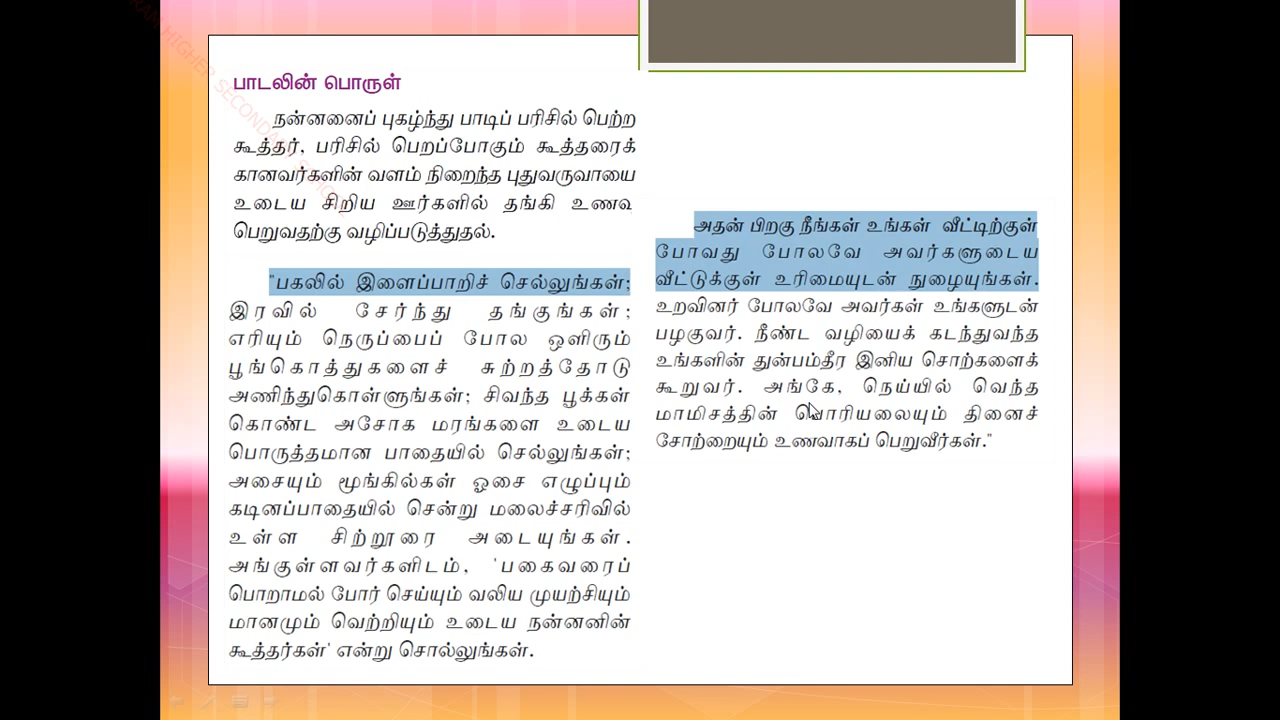 பாடலின் பொருள்
நன்னனைப் புகழ்ந்து பாடிப் பரிசில் பெற்ற
கூத்தர், பரிசில் பெறப்போகும் கூத்தரைக்
கானவர்களின் வளம் நிறைந்த புதுவருவாயை
உடைய சிறிய ஊர்களில் தங்கி உணவு
பெறுவதற்கு வழிப்படுத்துதல்.
"பகலில் இளைப்பாறிச் செல்லுங்கள்;
இரவில் சேர்ந்து தங்குங்கள்;
எரியும் நெருப்பைப் போல ஒளிரும்
பூங்கொத்துகளைச் சுற்றத்தோடு
அணிந்துகொள்ளுங்கள்; சிவந்த பூக்கள்
கொண்ட அசோக மரங்களை உடைய
பொருத்தமான பாதையில் செல்லுங்கள்;
அசையும் மூங்கில்கள் ஓசை எழுப்பும்
கடினப்பாதையில் சென்று மலைச்சரிவில்
உள்ள சிற்றூரை அடையுங்கள்.
அங்குள்ளவர்களிடம், 'பகைவரைப்
பொறாமல் போர் செய்யும் வலிய முயற்சியும்
மானமும் வெற்றியும் உடைய நன்னனின்
கூத்தர்கள்' என்று சொல்லுங்கள்.
அதன் பிறகு நீங்கள் உங்கள் வீட்டிற்குள்
போவது போலவே அவர்களுடைய
வீட்டுக்குள் உரிமையுடன் நுழையுங்கள்.
உறவினர் போலவே அவர்கள் உங்களுடன்
பழகுவர். நீண்ட வழியைக் கடந்துவந்த
உங்களின் துன்பம்தீர இனிய சொற்களைக்
கூறுவர். அங்கே, நெய்யில் வெந்த
மாமிசத்தின் பொரியலையும் தினைச்
சோற்றையும் உணவாகப் பெறுவீர்கள்."
HIGHER SECONDARY SCHOOL